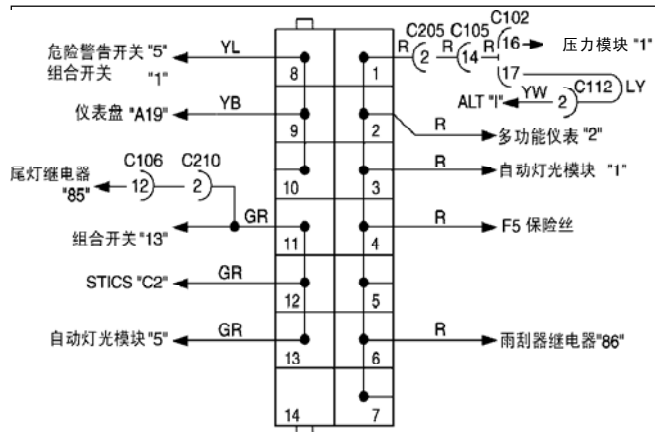 C205 C105 C102
危险警告开关 "5" YL 8 1 R 2 R 14 R 16 压力模块 "1"
组合开关 "1"
17 C112 LY
ALT "I" YW 2
仪表盘 "A19" YB 9 2 R 多功能仪表 "2"
C106 C210
尾灯继电器 12 2 10 3 R 自动灯光模块 "1"
"85"
组合开关 "13" GR 11 4 R F5 保险丝
STICS "C2" GR 12 5
自动灯光模块 "5" GR 13 6 R 雨刮器继电器"86"
14 7